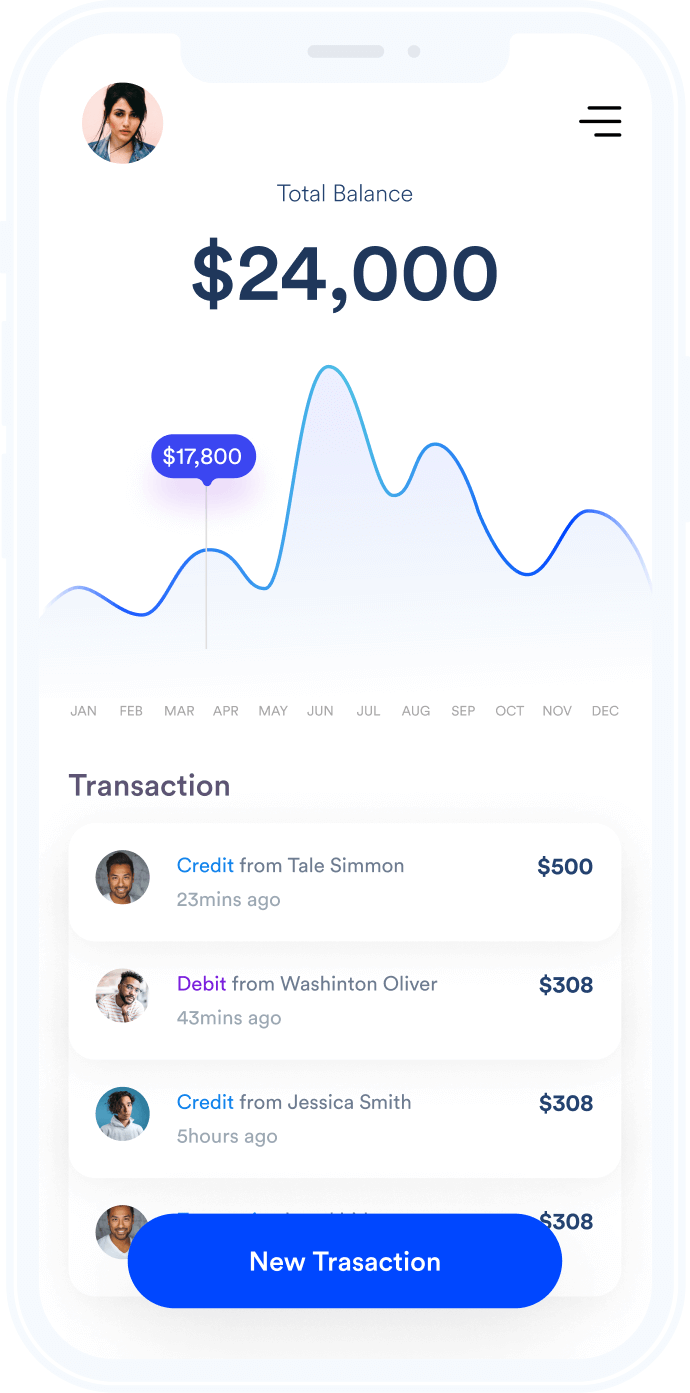 Total Balance
$24,000
$17,800
JAN FEB MAR APR MAY JUN JUL AUG SEP OCT NOV DEC
Transaction
Credit from Tale Simmon
$500
23mins ago
Debit from Washinton Oliver
$308
43mins ago
Credit from Jessica Smith
$308
5hours ago
$308
New Trasaction